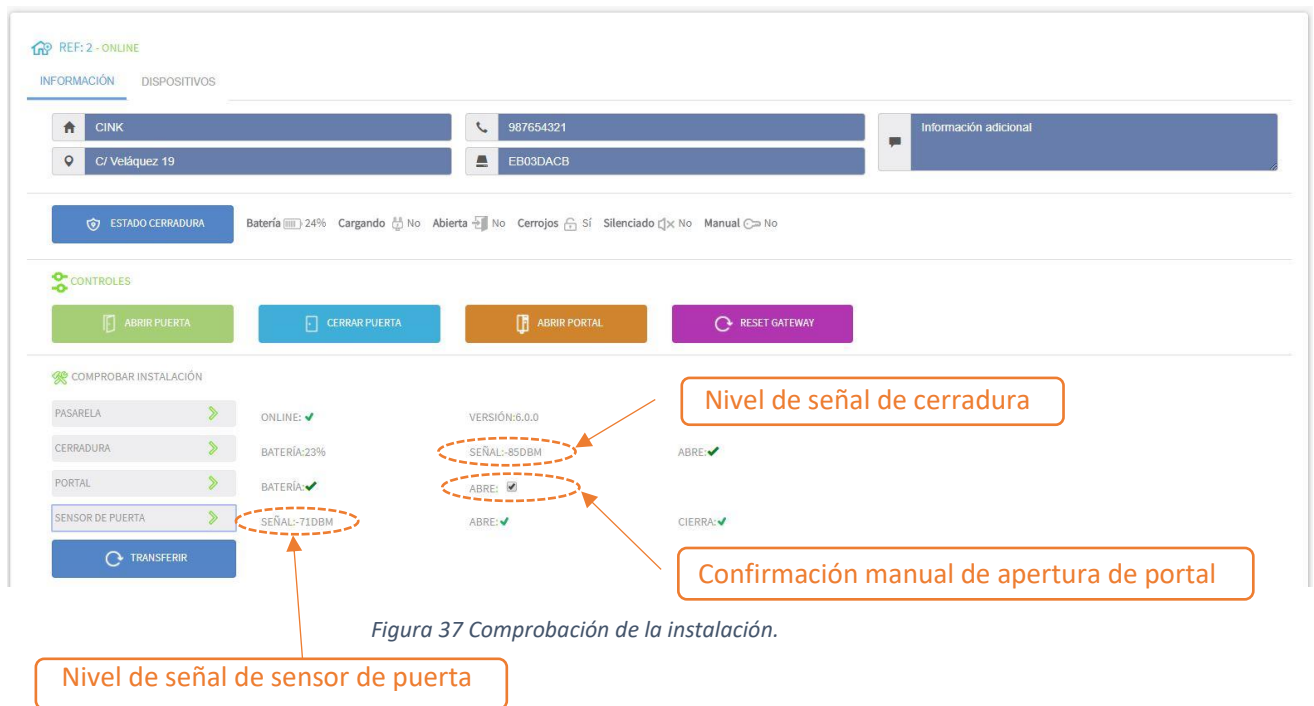 REF: 2 - ONLINE
INFORMACIÓN DISPOSITIVOS
CINK 987654321 Información adicional
C/ Veláquez 19 EB03DACB
ESTADO CERRADURA Batería 24% Cargando No Abierta No Cerrojos Sí Silenciado No Manual No
CONTROLES
ABRIR PUERTA CERRAR PUERTA ABRIR PORTAL RESET GATEWAY
COMPROBAR INSTALACIÓN
Nivel de señal de cerradura
PASARELA ONLINE: ✔ VERSIÓN:6.0.0
CERRADURA BATERÍA:23% SEÑAL:-85DBM ABRE:✔
PORTAL BATERÍA:✔ ABRE: ☑
SENSOR DE PUERTA SEÑAL:-71DBM ABRE:✔ CIERRA:✔
TRANSFERIR
Confirmación manual de apertura de portal
Figura 37 Comprobación de la instalación.
Nivel de señal de sensor de puerta